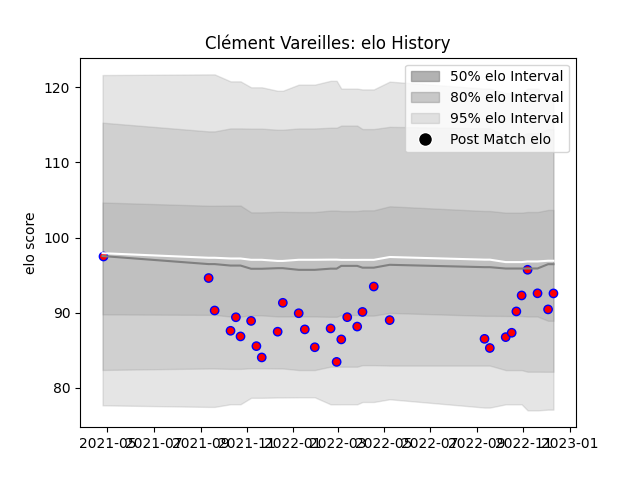 Clément Vareilles: elo History
50% elo Interval
80% elo Interval
95% elo Interval
Post Match elo
elo score
120
110
100
90
80
2021-05 2021-07 2021-09 2021-11 2022-01 2022-03 2022-05 2022-07 2022-09 2022-11 2023-01